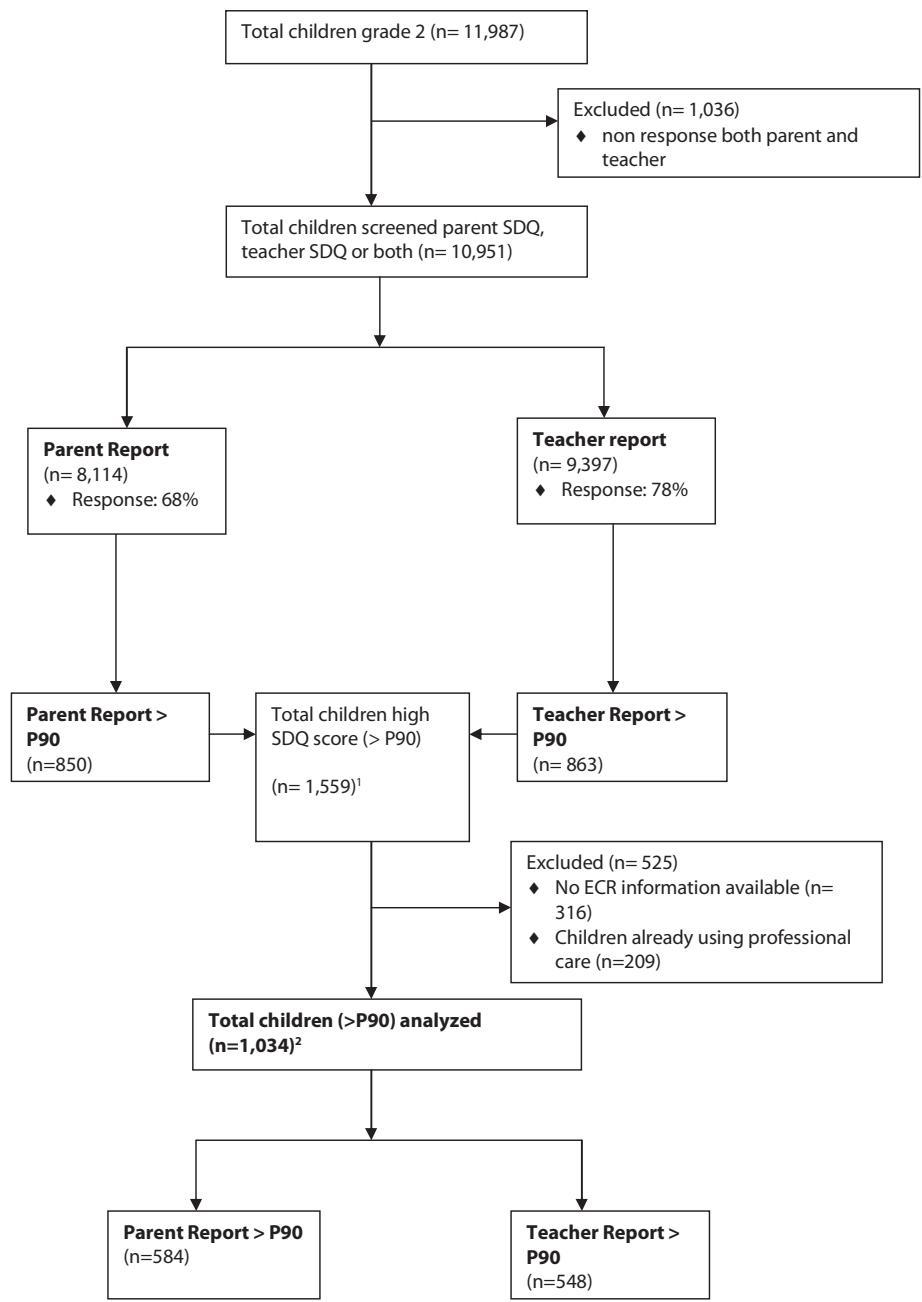 Total children grade 2 (n= 11,987)
Excluded (n= 1,036)
♦ non response both parent and
teacher
Total children screened parent SDQ,
teacher SDQ or both (n= 10,951)
Parent Report
(n= 8,114)
♦ Response: 68%
Teacher report
(n= 9,397)
♦ Response: 78%
Parent Report >
P90
(n=850)
Total children high
SDQ score (> P90)
(n= 1,559)¹
Teacher Report >
P90
(n= 863)
Excluded (n= 525)
♦ No ECR information available (n=
316)
♦ Children already using professional
care (n=209)
Total children (>P90) analyzed
(n=1,034)²
Parent Report > P90
(n=584)
Teacher Report >
P90
(n=548)